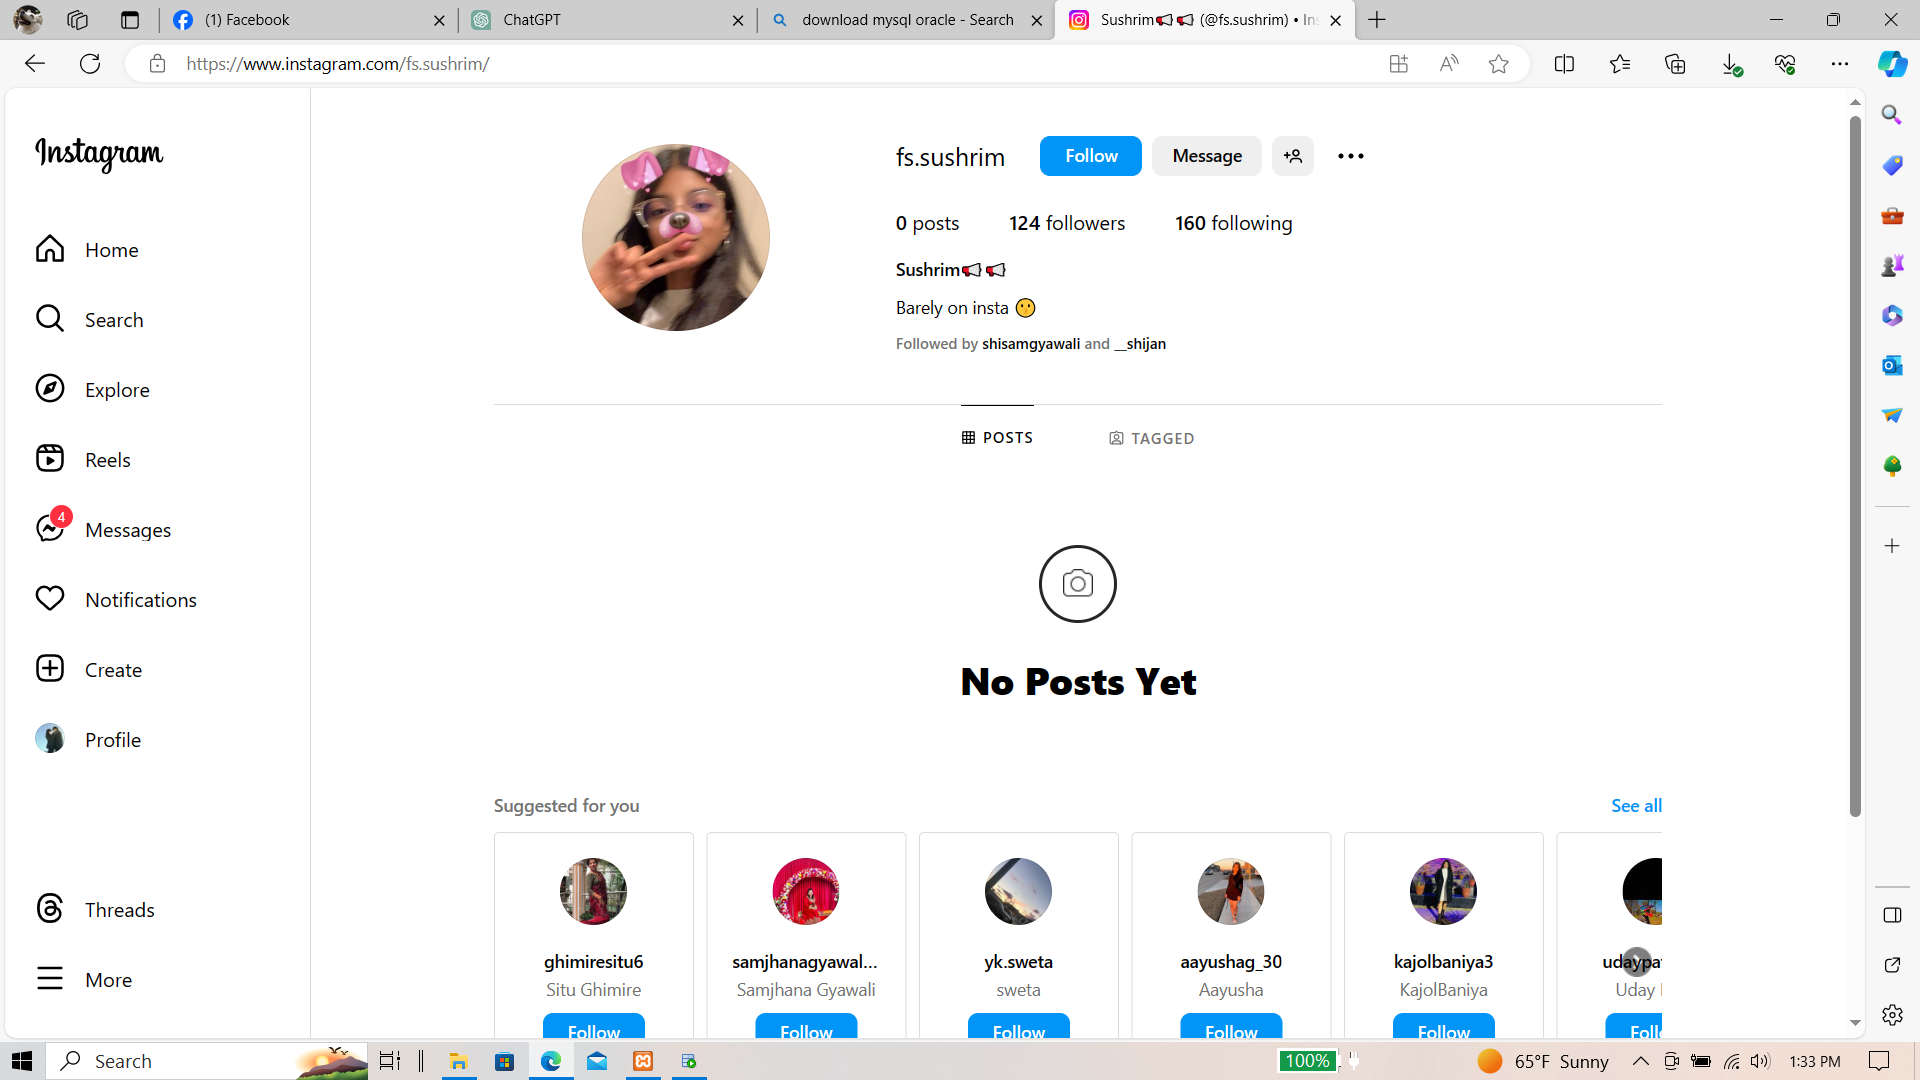 (1) Facebook
ChatGPT
download mysql oracle - Search
Sushrim📢📢 (@fs.sushrim) • In
https://www.instagram.com/fs.sushrim/
Instagram
Home
Search
Explore
Reels
4
Messages
Notifications
Create
Profile
Threads
More
fs.sushrim
Follow
Message
0 posts
124 followers
160 following
Sushrim📢📢
Barely on insta 😗
Followed by shisamgyawali and __shijan
POSTS
TAGGED
No Posts Yet
Suggested for you
See all
ghimiresitu6
Situ Ghimire
Follow
samjhanagyawal...
Samjhana Gyawali
Follow
yk.sweta
sweta
Follow
aayushag_30
Aayusha
Follow
kajolbaniya3
KajolBaniya
Follow
Uday
Search
100%
65°F Sunny
1:33 PM